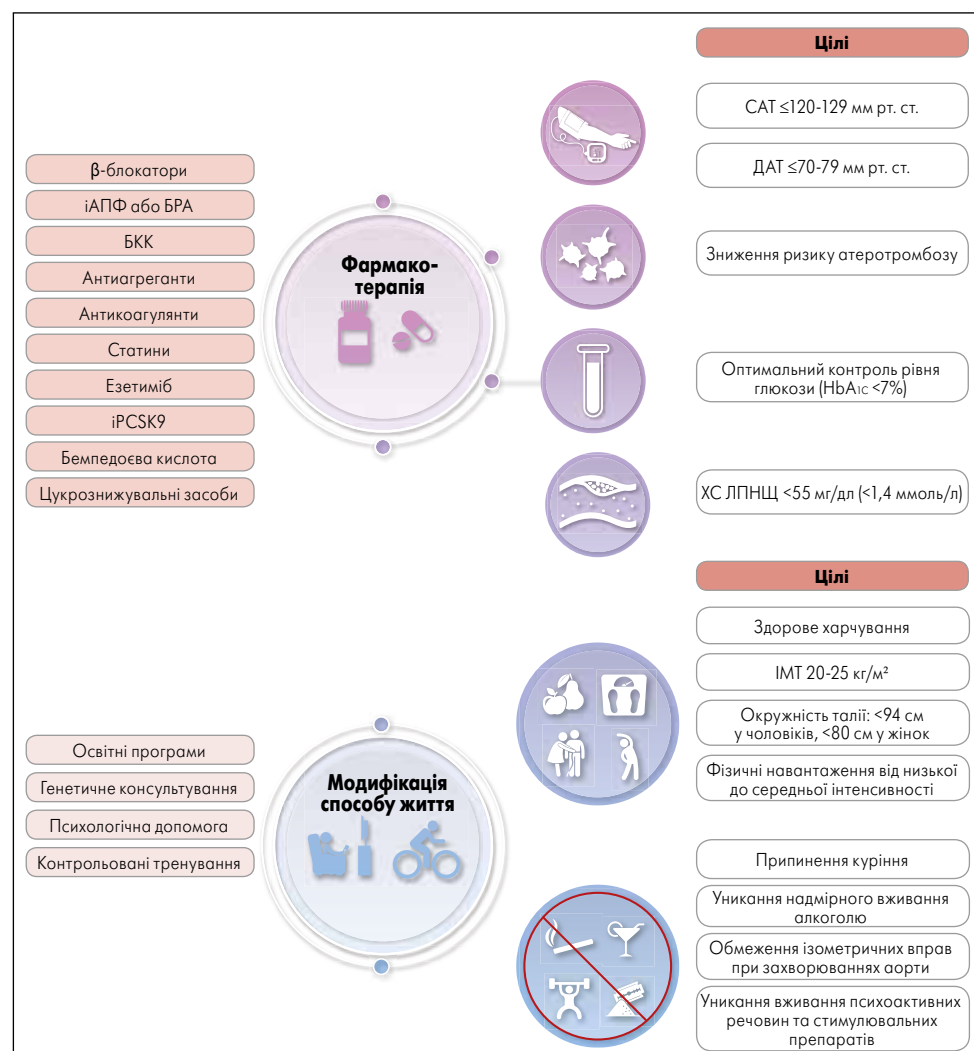 Цілі
САТ ≤120-129 мм рт. ст.
ДАТ ≤70-79 мм рт. ст.
β-блокатори
іАПФ або БРА
БКК
Антиагреганти
Антикоагулянти
Статини
Езетиміб
iPCSK9
Бемпедоєва кислота
Цукрознижувальні засоби
Фармако-
терапія
Зниження ризику атеротромбозу
Оптимальний контроль рівня
глюкози (HbA1C <7%)
ХС ЛПНЩ <55 мг/дл (<1,4 ммоль/л)
Цілі
Здорове харчування
ІМТ 20-25 кг/м²
Окружність талії: <94 см
у чоловіків, <80 см у жінок
Фізичні навантаження від низької
до середньої інтенсивності
Освітні програми
Генетичне консультування
Психологічна допомога
Контрольовані тренування
Модифікація
способу життя
Припинення куріння
Уникання надмірного вживання
алкоголю
Обмеження ізометричних вправ
при захворюваннях аорти
Уникання вживання психоактивних
речовин та стимулювальних
препаратів